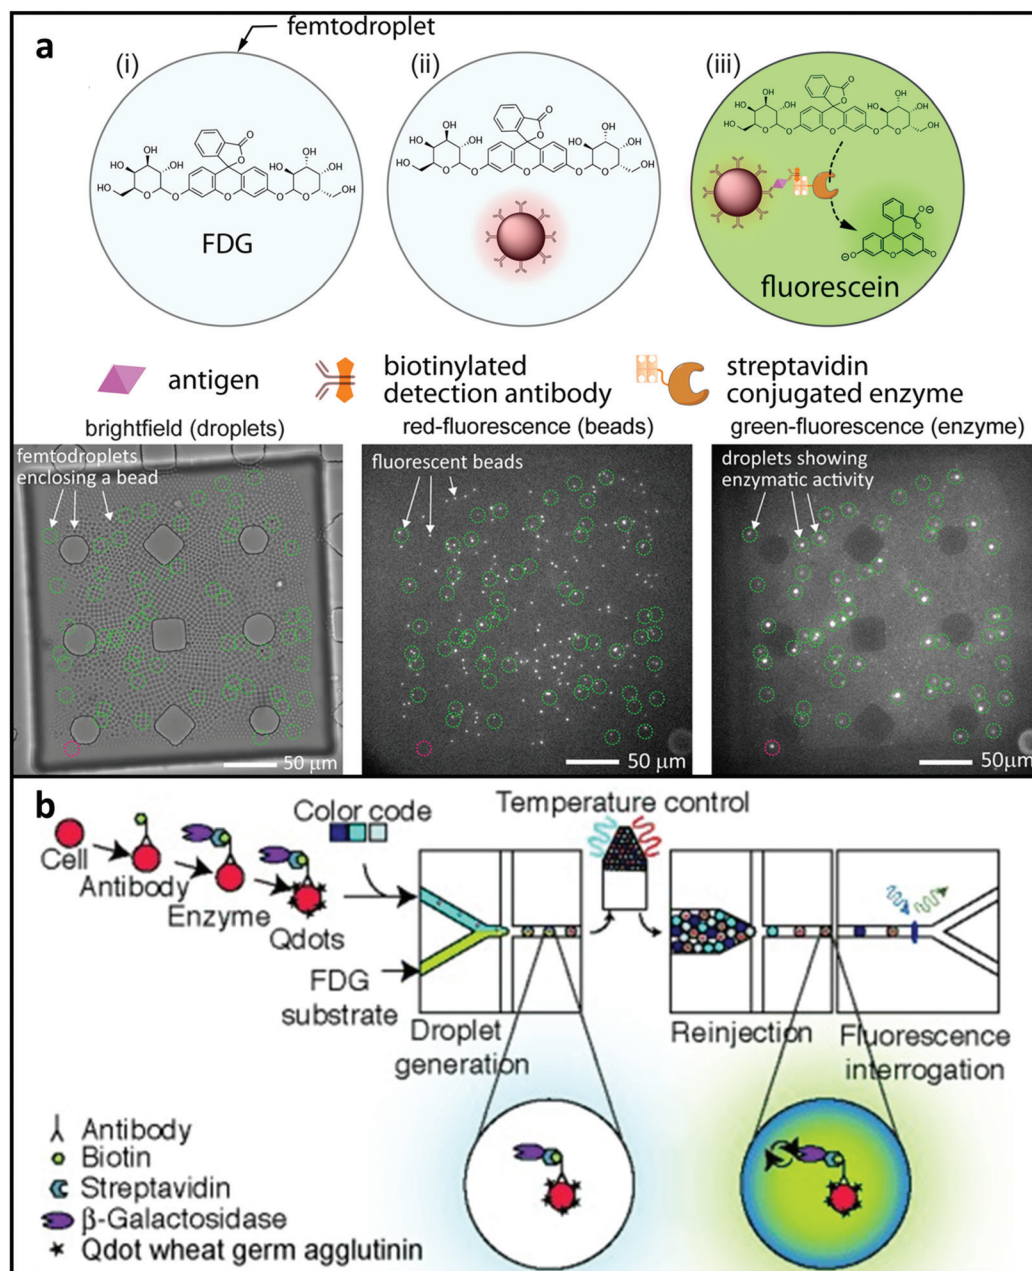 a
femtodroplet
(i)
(ii)
(iii)
FDG
fluorescein
antigen
biotinylated
detection antibody
streptavidin
conjugated enzyme
brightfield (droplets)
red-fluorescence (beads)
green-fluorescence (enzyme)
femtodroplets
enclosing a bead
fluorescent beads
droplets showing
enzymatic activity
50 µm
50 µm
50µm
b
Cell
Antibody
Enzyme
Qdots
Color code
Temperature control
FDG
substrate
Droplet
generation
Reinjection
Fluorescence
interrogation
Antibody
Biotin
Streptavidin
β-Galactosidase
Qdot wheat germ agglutinin